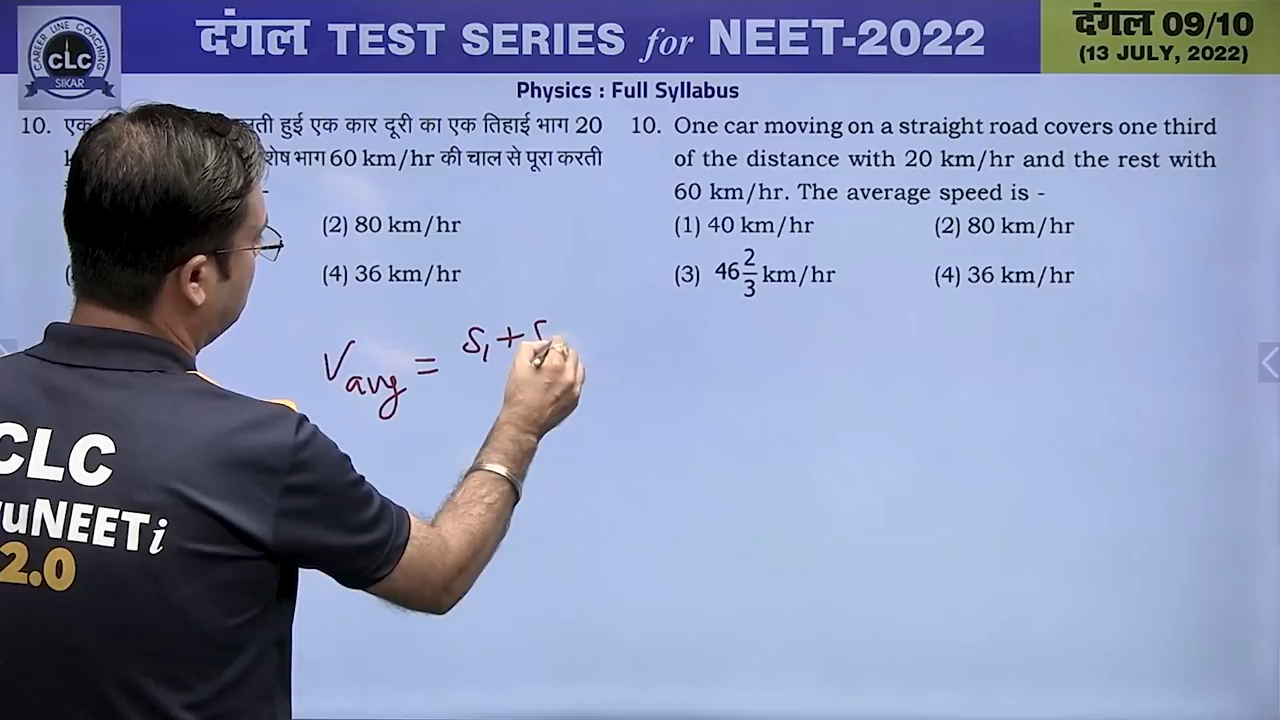 CAREER LINE COACHING
CLC
SIKAR
दंगल TEST SERIES for NEET-2022
दंगल 09/10
(13 JULY, 2022)
Physics : Full Syllabus
10. एक हुई एक कार दूरी का एक तिहाई भाग 20
शेष भाग 60 km/hr की चाल से पूरा करती
(2) 80 km/hr
(4) 36 km/hr
10. One car moving on a straight road covers one third
of the distance with 20 km/hr and the rest with
60 km/hr. The average speed is -
(1) 40 km/hr (2) 80 km/hr
(3) 46 2/3 km/hr (4) 36 km/hr
Vavg = S1 + S
CLC
uNEETi
2.0